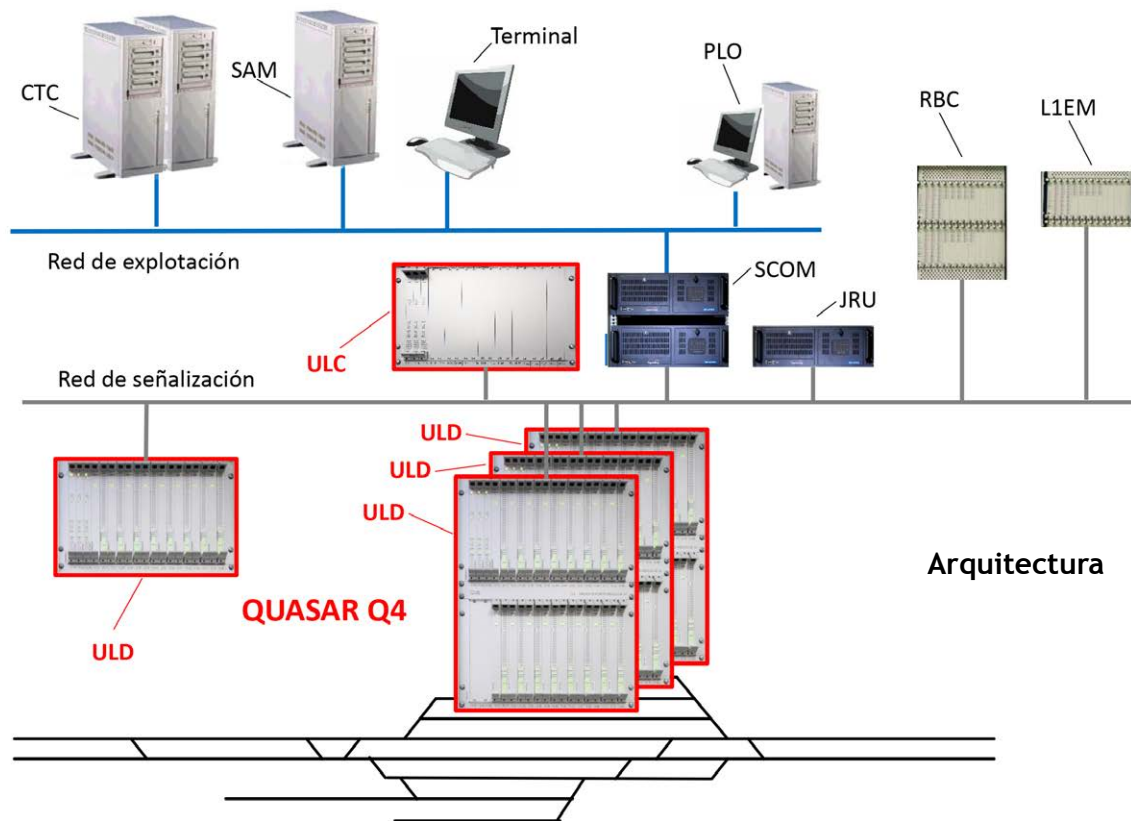 Terminal
PLO
SAM
CTC
RBC
L1EM
Red de explotación
SCOM
JRU
ULC
Red de señalización
ULD
ULD
ULD
Arquitectura
QUASAR Q4
ULD